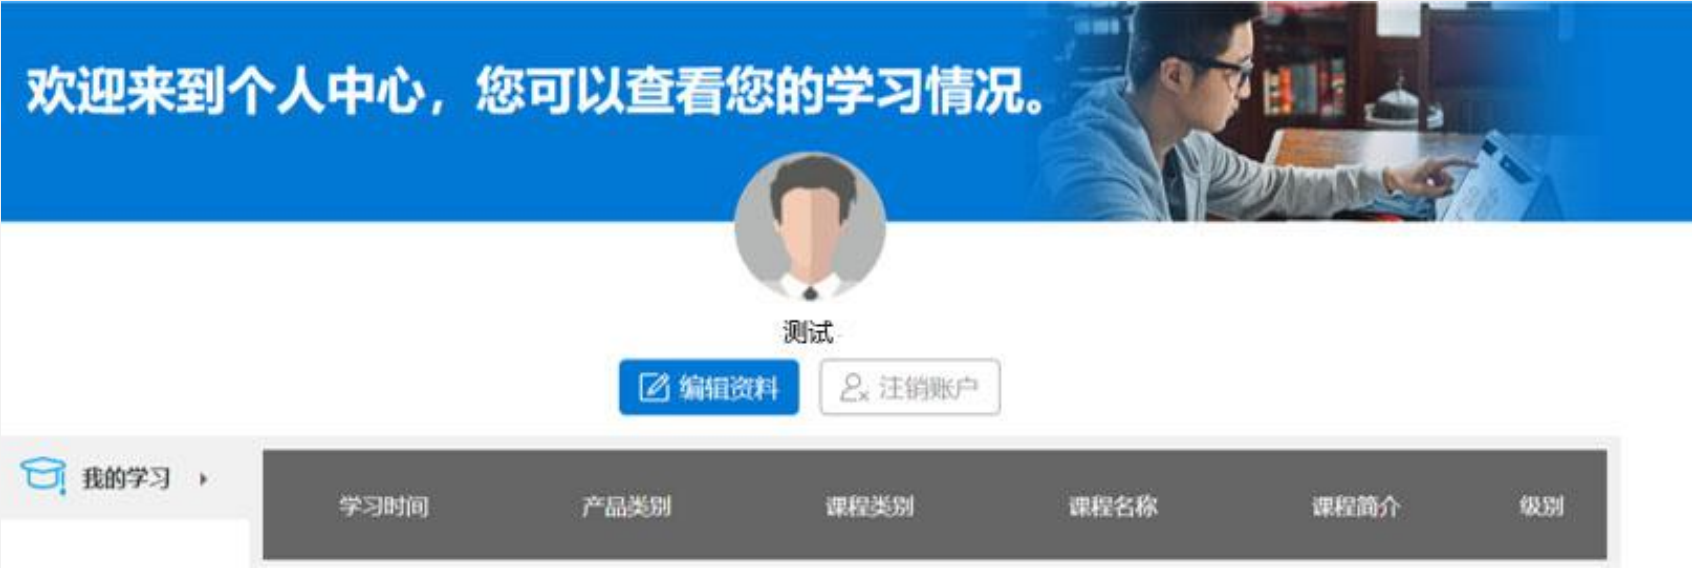 欢迎来到个人中心，您可以查看您的学习情况。
测试
编辑资料 注销账户
我的学习
学习时间 产品类别 课程类别 课程名称 课程简介 级别